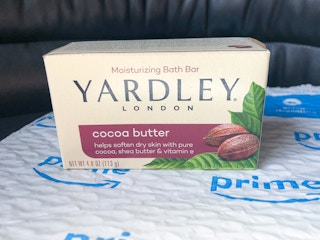 Moisturizing Bath Bar
YARDLEY
LONDON
cocoa butter
helps soften dry skin with pure
cocoa, shea butter & vitamin e
NET WT 4.0 OZ (113 g)
prime
prime
prime